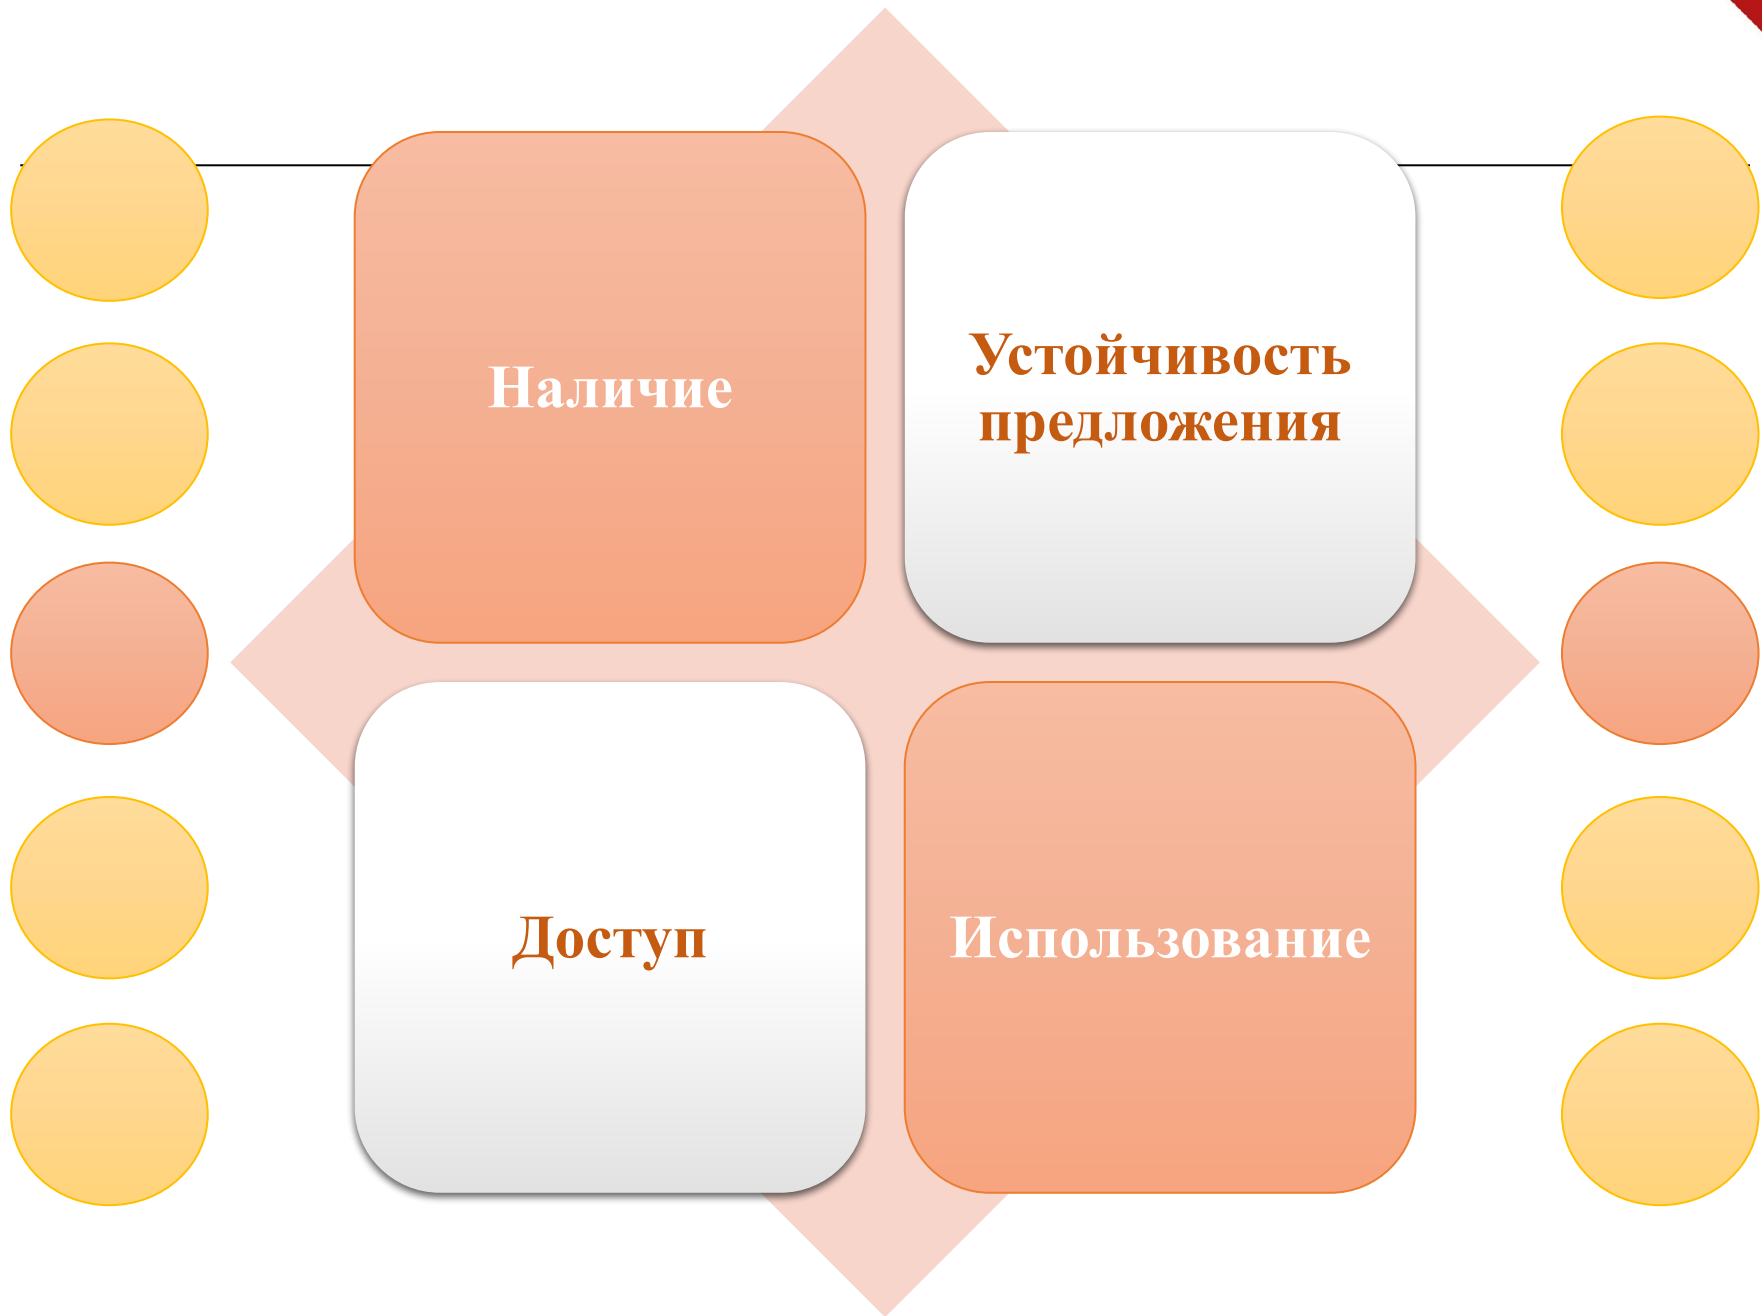 Наличие
Устойчивость
предложения
Доступ
Использование